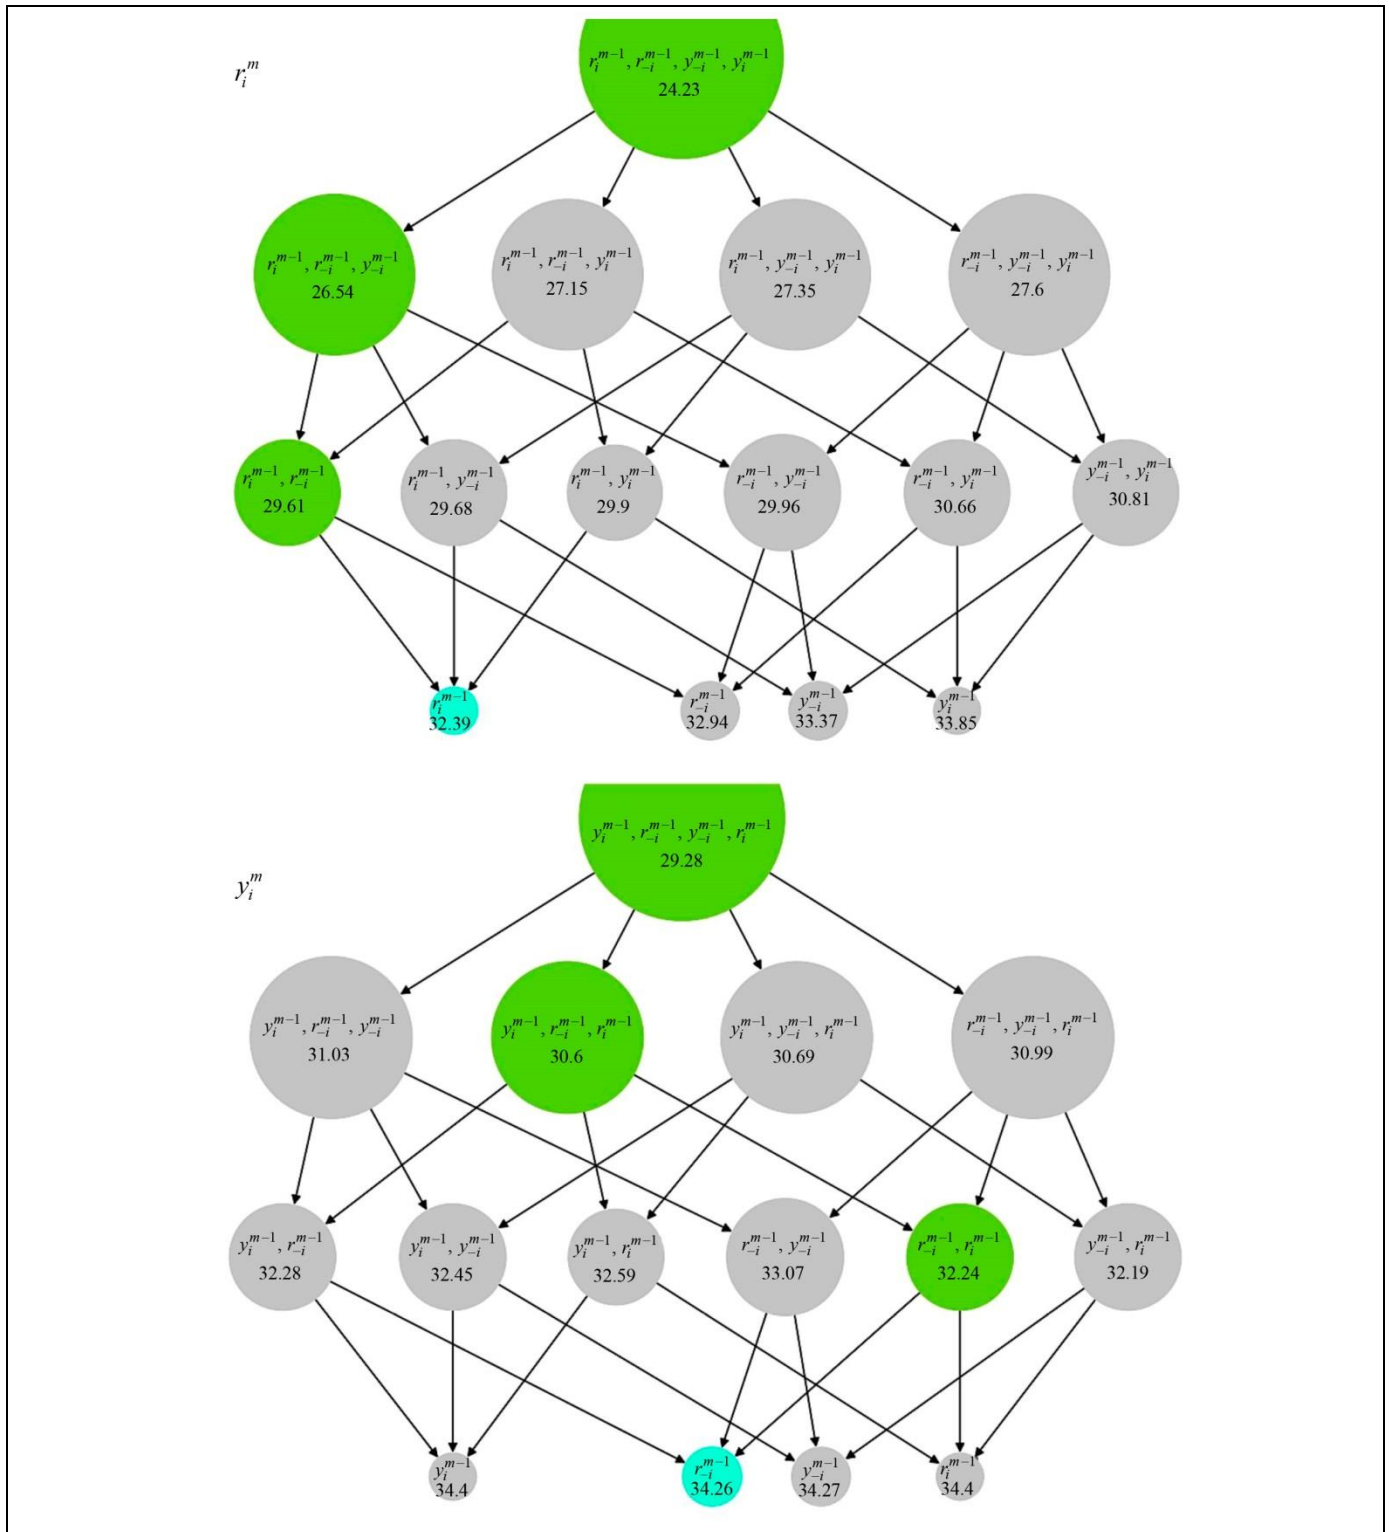 r_i^m
r_i^{m-1}, r_{-i}^{m-1}, y_{-i}^{m-1}, y_i^{m-1}
24.23
r_i^{m-1}, r_{-i}^{m-1}, y_{-i}^{m-1}
26.54
r_i^{m-1}, r_{-i}^{m-1}, y_i^{m-1}
27.15
r_i^{m-1}, y_{-i}^{m-1}, y_i^{m-1}
27.35
r_{-i}^{m-1}, y_{-i}^{m-1}, y_i^{m-1}
27.6
r_i^{m-1}, r_{-i}^{m-1}
29.61
r_i^{m-1}, y_{-i}^{m-1}
29.68
r_i^{m-1}, y_i^{m-1}
29.9
r_{-i}^{m-1}, y_{-i}^{m-1}
29.96
r_{-i}^{m-1}, y_i^{m-1}
30.66
y_{-i}^{m-1}, y_i^{m-1}
30.81
r_i^{m-1}
32.39
r_{-i}^{m-1}
32.94
y_{-i}^{m-1}
33.37
y_i^{m-1}
33.85
y_i^{m-1}, r_{-i}^{m-1}, y_{-i}^{m-1}, r_i^{m-1}
29.28
y_i^m
y_i^{m-1}, r_{-i}^{m-1}, y_{-i}^{m-1}
31.03
y_i^{m-1}, r_{-i}^{m-1}, r_i^{m-1}
30.6
y_i^{m-1}, y_{-i}^{m-1}, r_i^{m-1}
30.69
r_{-i}^{m-1}, y_{-i}^{m-1}, r_i^{m-1}
30.99
y_i^{m-1}, r_{-i}^{m-1}
32.28
y_i^{m-1}, y_{-i}^{m-1}
32.45
y_i^{m-1}, r_i^{m-1}
32.59
r_{-i}^{m-1}, y_{-i}^{m-1}
33.07
r_{-i}^{m-1}, r_i^{m-1}
32.24
y_{-i}^{m-1}, r_i^{m-1}
32.19
y_i^{m-1}
34.4
r_{-i}^{m-1}
34.26
y_{-i}^{m-1}
34.27
r_i^{m-1}
34.4